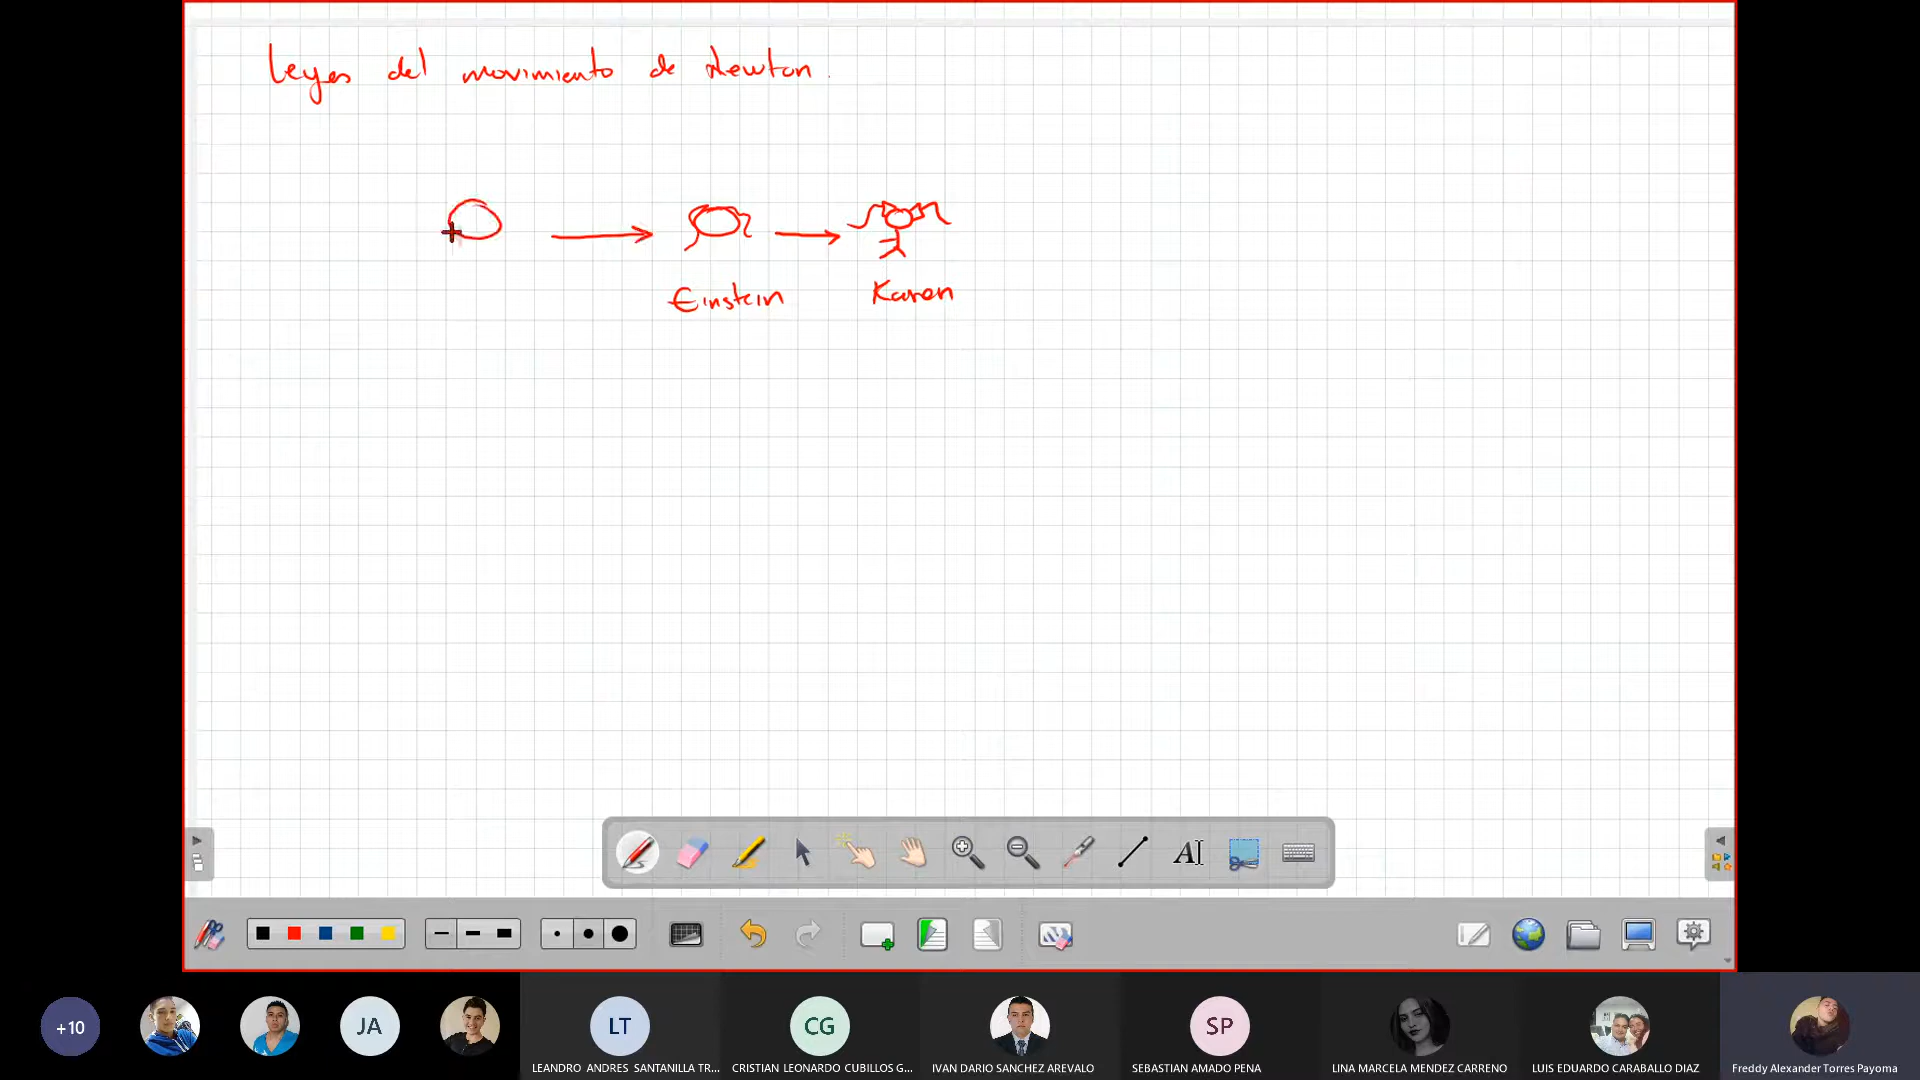 Leyes del movimiento de Newton.
Einstein
Karen
+10
JA
LT
LEANDRO ANDRES SANTANILLA TR...
CG
CRISTIAN LEONARDO CUBILLOS G...
IVAN DARIO SANCHEZ AREVALO
SP
SEBASTIAN AMADO PENA
LINA MARCELA MENDEZ CARRENO
LUIS EDUARDO CARABALLO DIAZ
Freddy Alexander Torres Payoma